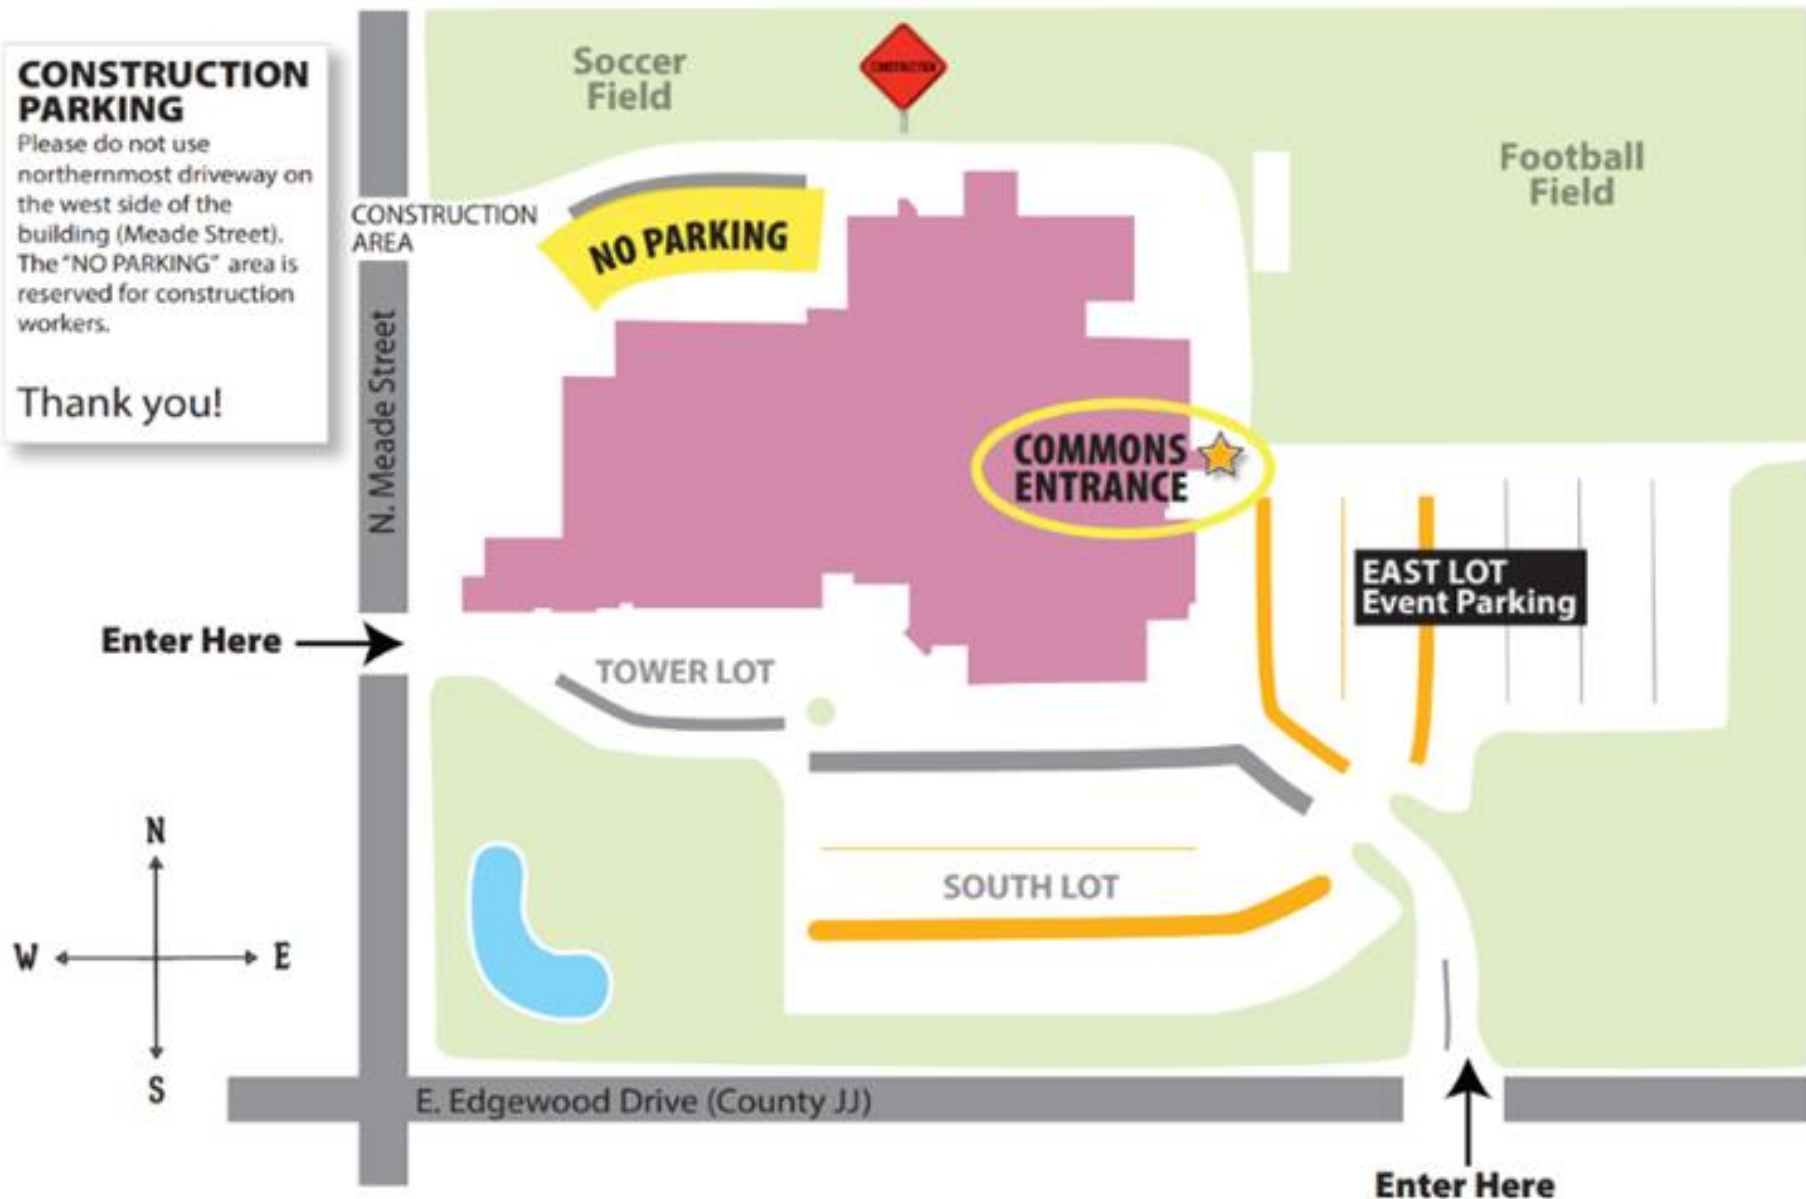 CONSTRUCTION
PARKING
Please do not use
northernmost driveway on
the west side of the
building (Meade Street).
The "NO PARKING" area is
reserved for construction
workers.
Thank you!
Soccer
Field
CONSTRUCTION
Football
Field
CONSTRUCTION
AREA
NO PARKING
N. Meade Street
COMMONS
ENTRANCE
EAST LOT
Event Parking
Enter Here
TOWER LOT
SOUTH LOT
N
W
E
S
E. Edgewood Drive (County JJ)
Enter Here